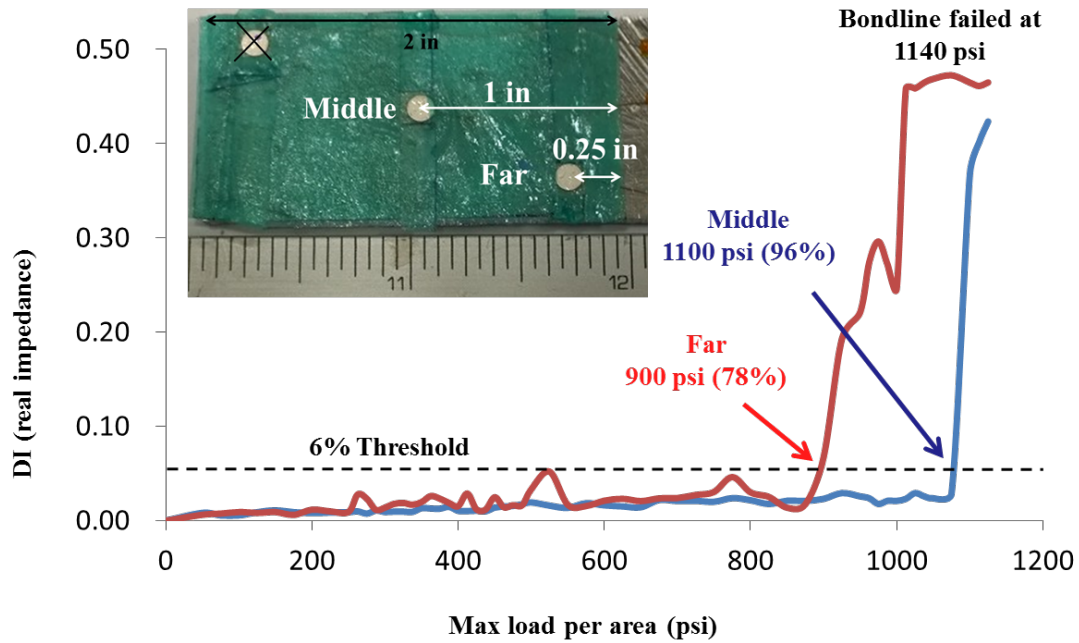 Bondline failed at
1140 psi
2 in
Middle
1 in
0.25 in
Far
11
12
Middle
1100 psi (96%)
Far
900 psi (78%)
6% Threshold
DI (real impedance)
0.50
0.40
0.30
0.20
0.10
0.00
0
200
400
600
800
1000
1200
Max load per area (psi)